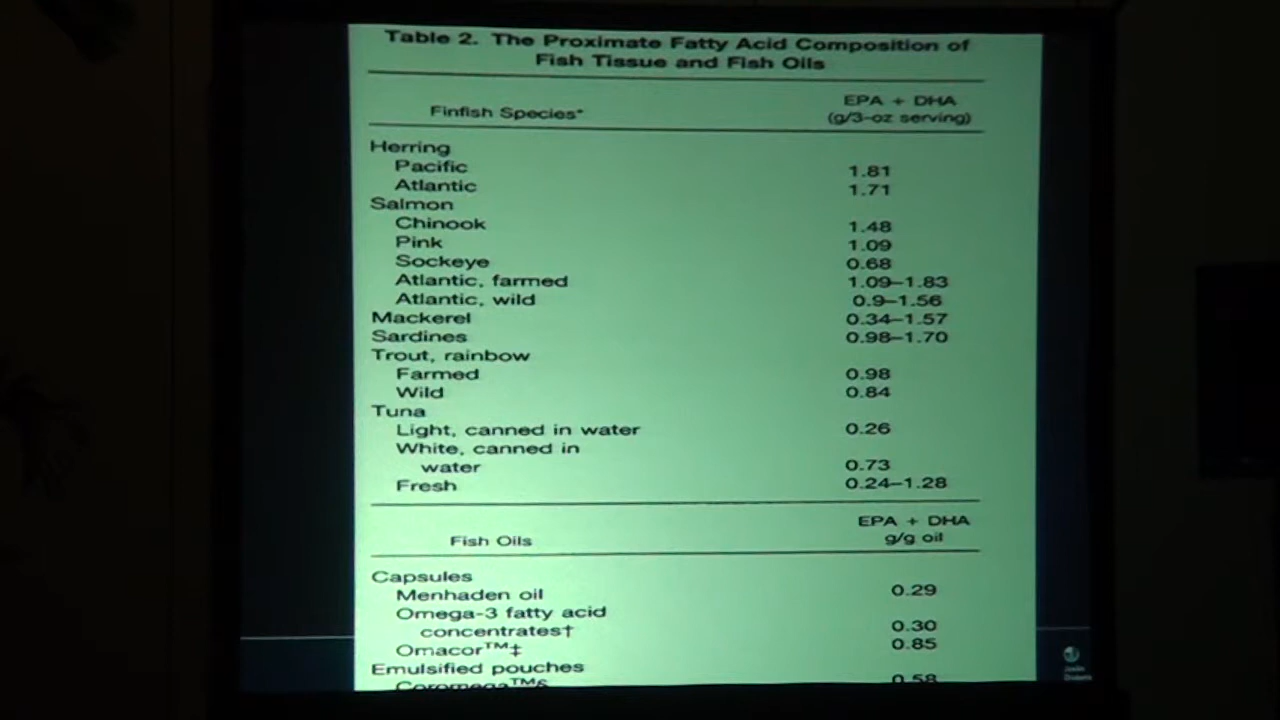 Table 2. The Proximate Fatty Acid Composition of
Fish Tissue and Fish Oils
Finfish Species*
EPA + DHA
(g/3-oz serving)
Herring
Pacific 1.81
Atlantic 1.71
Salmon
Chinook 1.48
Pink 1.09
Sockeye 0.68
Atlantic, farmed 1.09–1.83
Atlantic, wild 0.9–1.56
Mackerel 0.34–1.57
Sardines 0.98–1.70
Trout, rainbow
Farmed 0.98
Wild 0.84
Tuna
Light, canned in water 0.26
White, canned in
water 0.73
Fresh 0.24–1.28
Fish Oils
EPA + DHA
g/g oil
Capsules
Menhaden oil 0.29
Omega-3 fatty acid
concentrates† 0.30
Omacor™‡ 0.85
Emulsified pouches
Coromega™§ 0.58